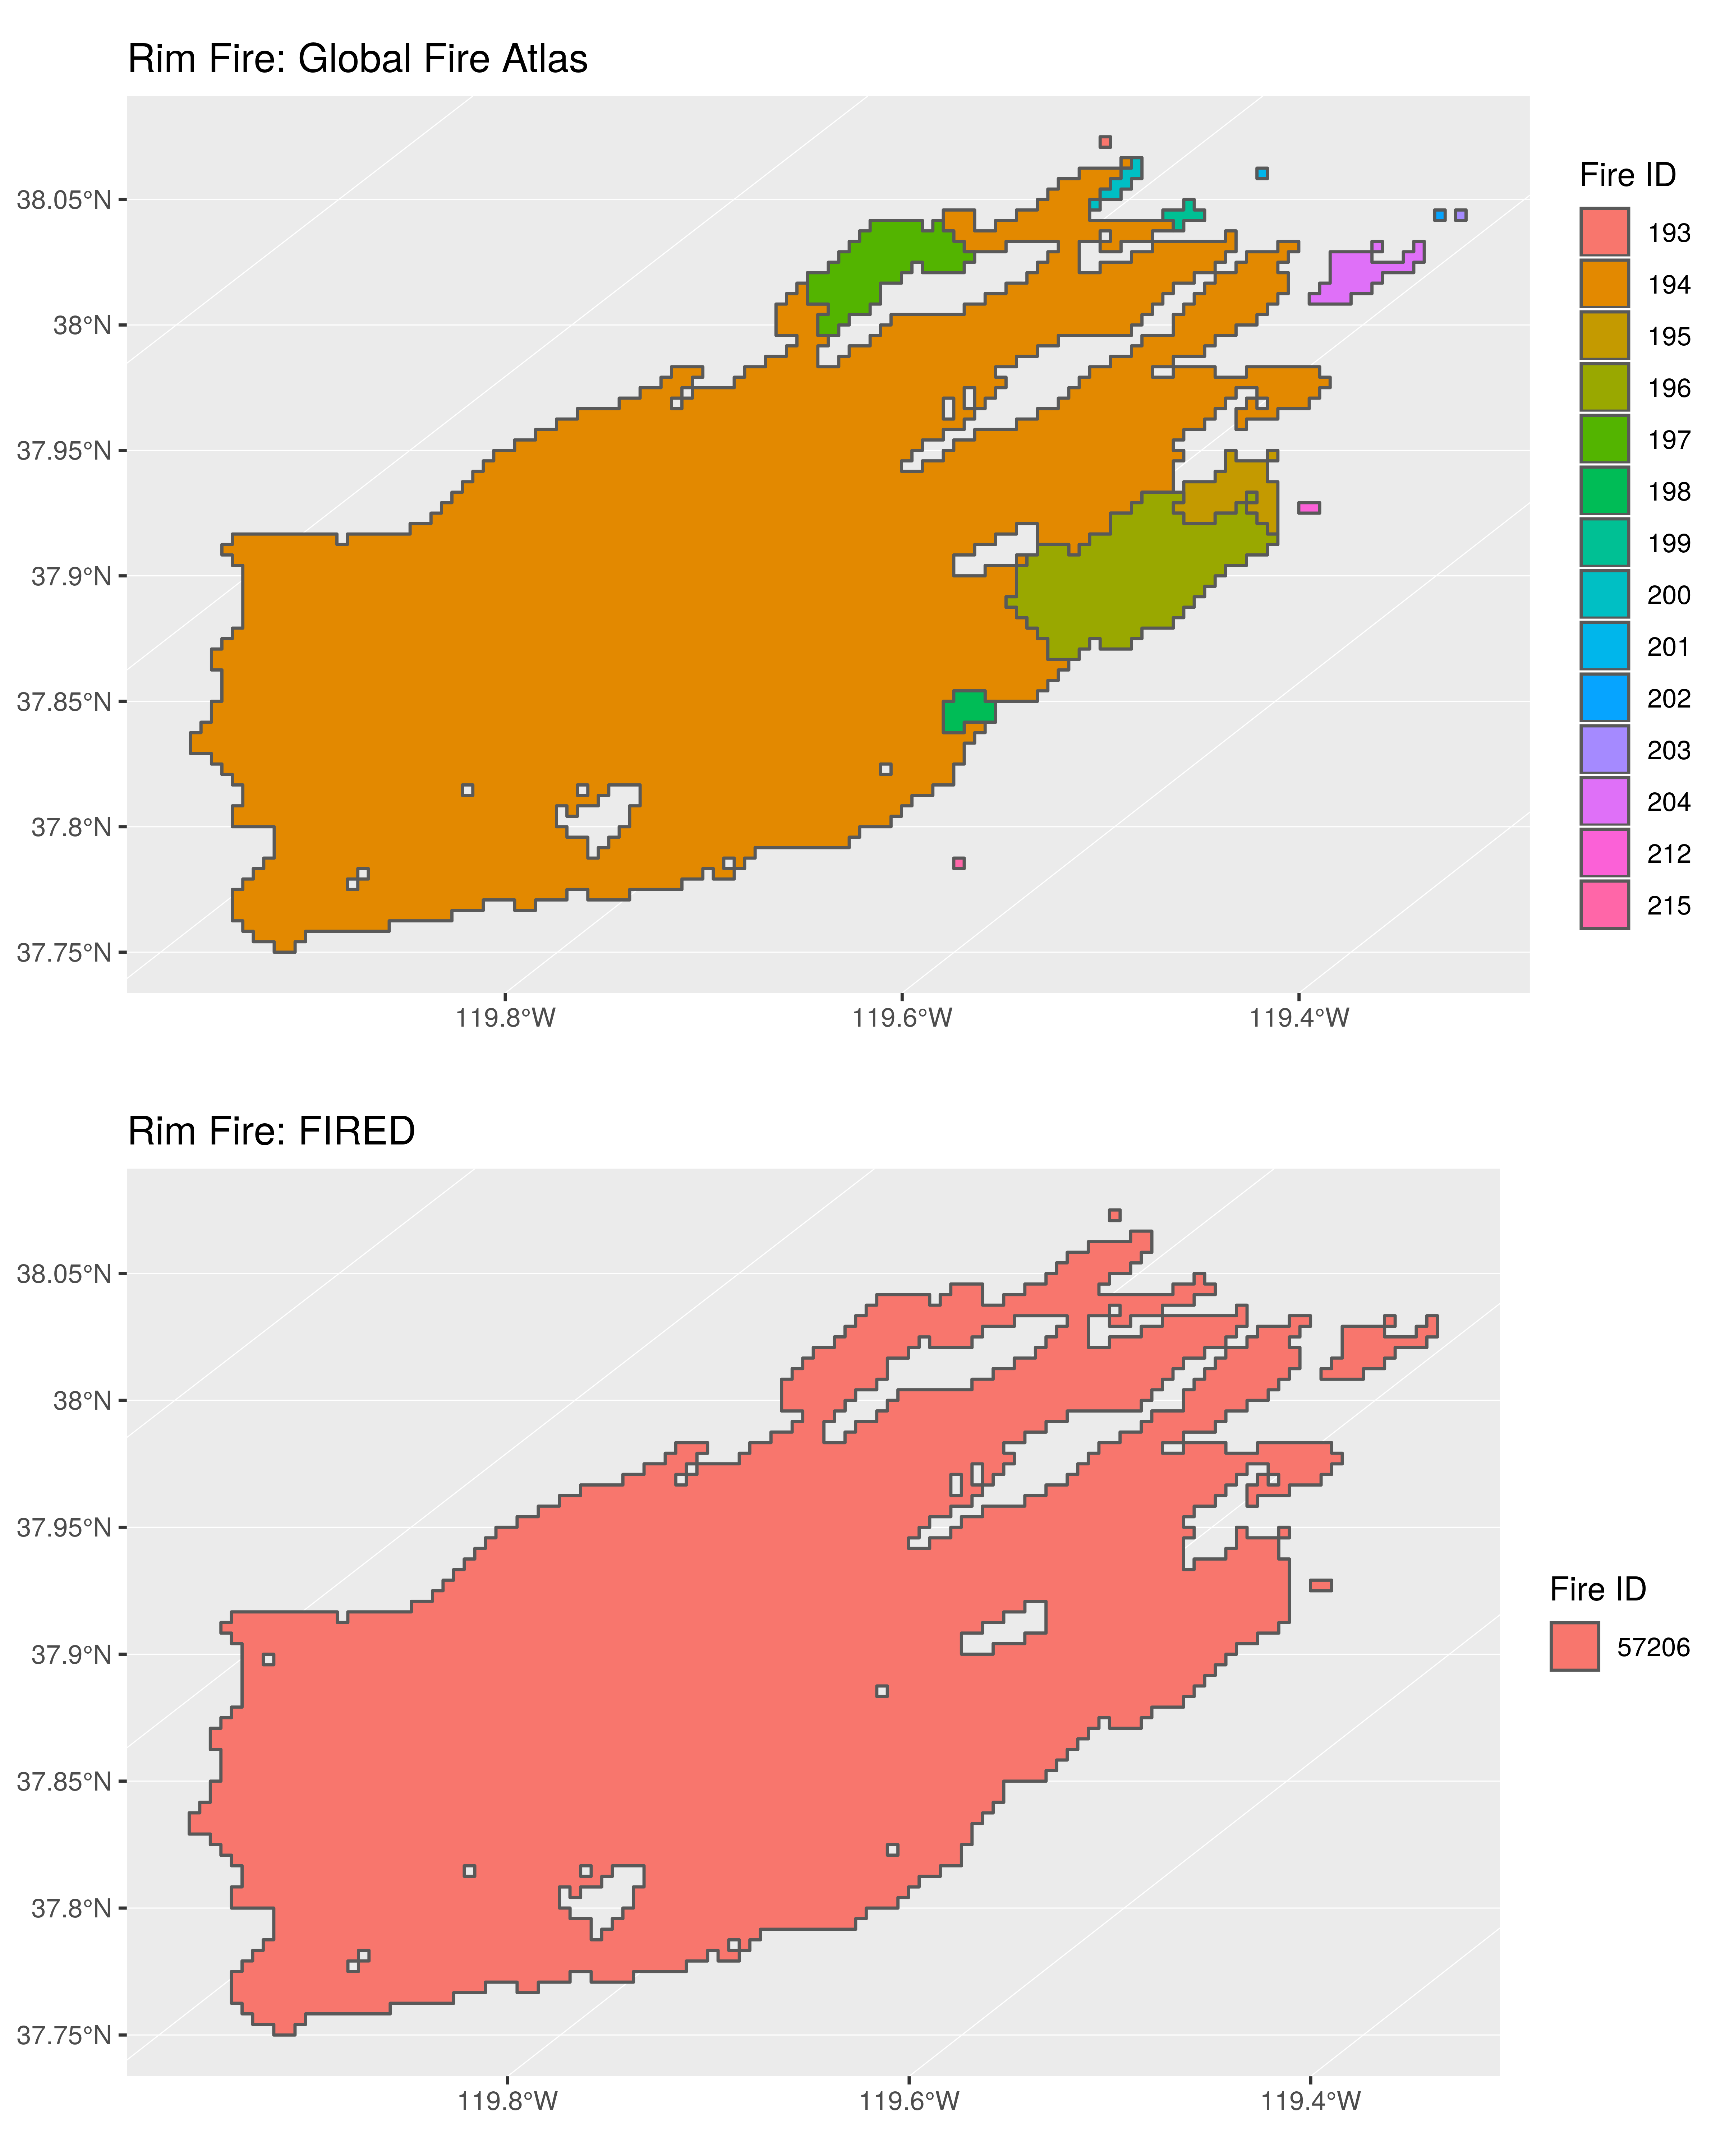 Rim Fire: Global Fire Atlas
38.05°N
38°N
37.95°N
37.9°N
37.85°N
37.8°N
37.75°N
119.8°W 119.6°W 119.4°W
Fire ID
193
194
195
196
197
198
199
200
201
202
203
204
212
215
Rim Fire: FIRED
38.05°N
38°N
37.95°N
37.9°N
37.85°N
37.8°N
37.75°N
119.8°W 119.6°W 119.4°W
Fire ID
57206